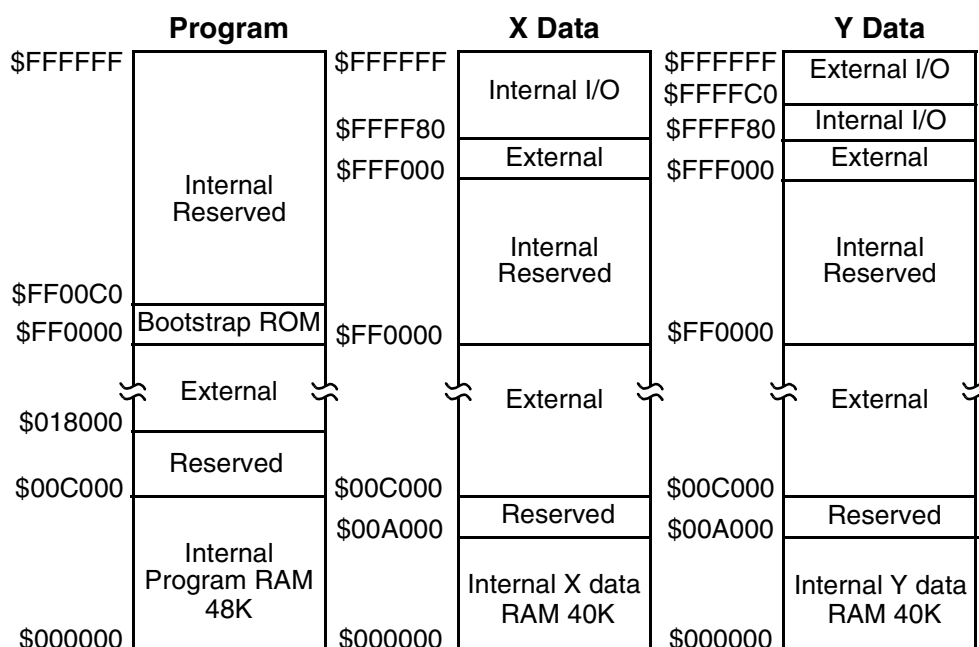 Program
$FFFFFF
Internal
Reserved
$FF00C0
Bootstrap ROM
$FF0000
External
$018000
Reserved
$00C000
Internal
Program RAM
48K
$000000
X Data
$FFFFFF
Internal I/O
$FFFF80
External
$FFF000
Internal
Reserved
$FF0000
External
$00C000
Reserved
$00A000
Internal X data
RAM 40K
$000000
Y Data
$FFFFFF
External I/O
$FFFFC0
Internal I/O
$FFFF80
External
$FFF000
Internal
Reserved
$FF0000
External
$00C000
Reserved
$00A000
Internal Y data
RAM 40K
$000000